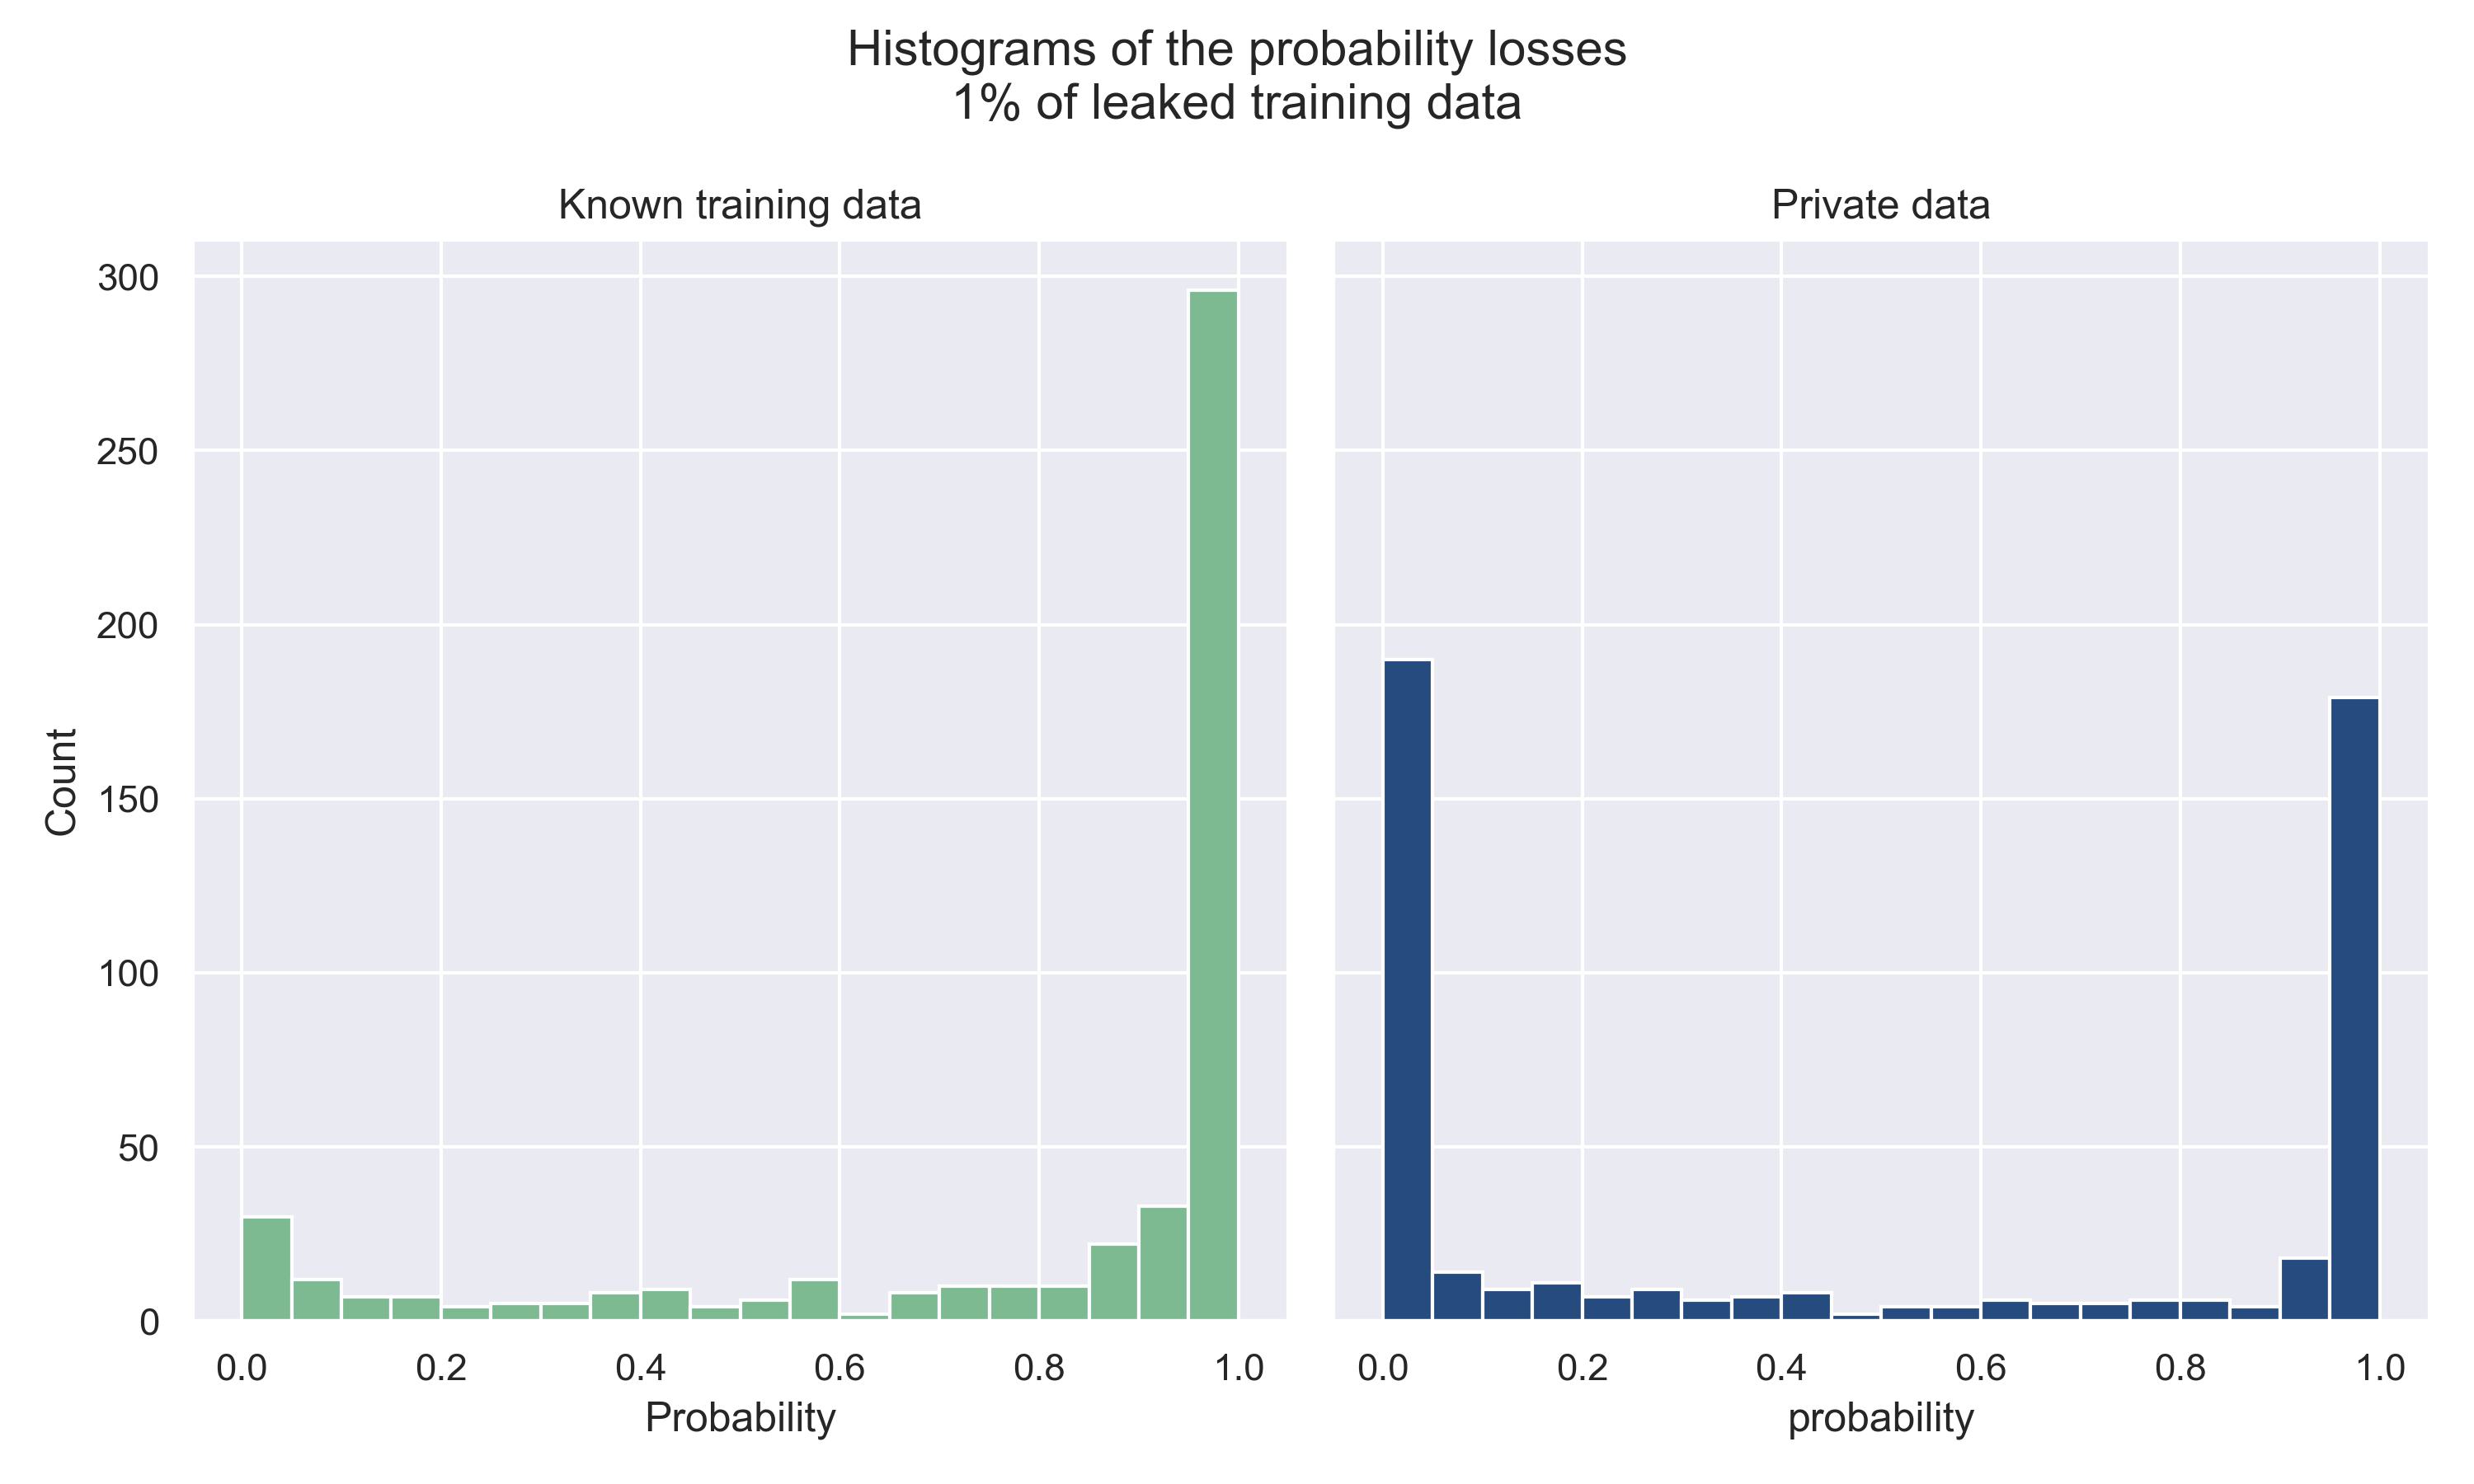 Histograms of the probability losses
1% of leaked training data
Known training data
Private data
300
250
200
150
100
50
0
Count
0.0 0.2 0.4 0.6 0.8 1.0
Probability
0.0 0.2 0.4 0.6 0.8 1.0
probability